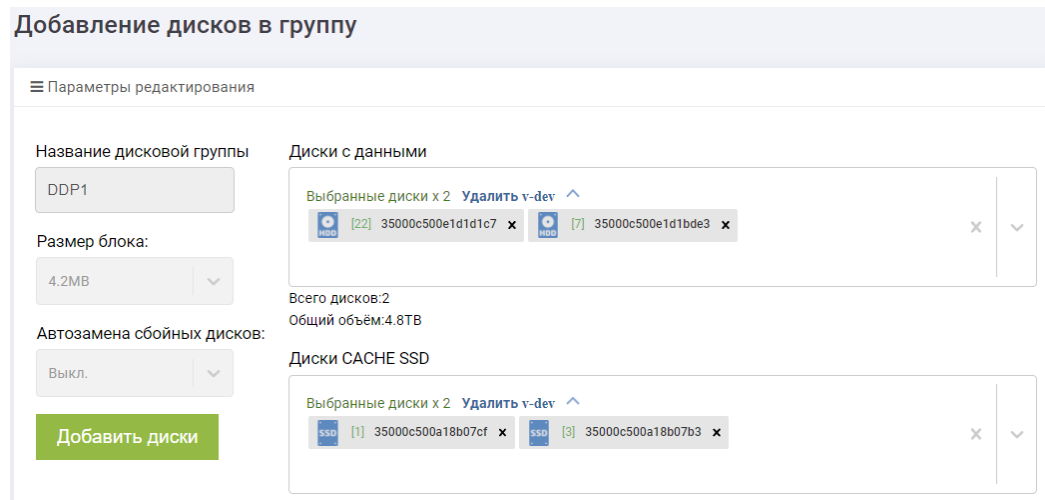 Добавление дисков в группу
Параметры редактирования
Название дисковой группы
DDP1
Размер блока:
4.2MB
Автозамена сбойных дисков:
Выкл.
Добавить диски
Диски с данными
Выбранные диски x 2 Удалить v-dev
HDD [22] 35000c500e1d1d1c7 x HDD [7] 35000c500e1d1bde3 x
Всего дисков:2
Общий объём:4.8TB
Диски CACHE SSD
Выбранные диски x 2 Удалить v-dev
SSD [1] 35000c500a18b07cf x SSD [3] 35000c500a18b07b3 x